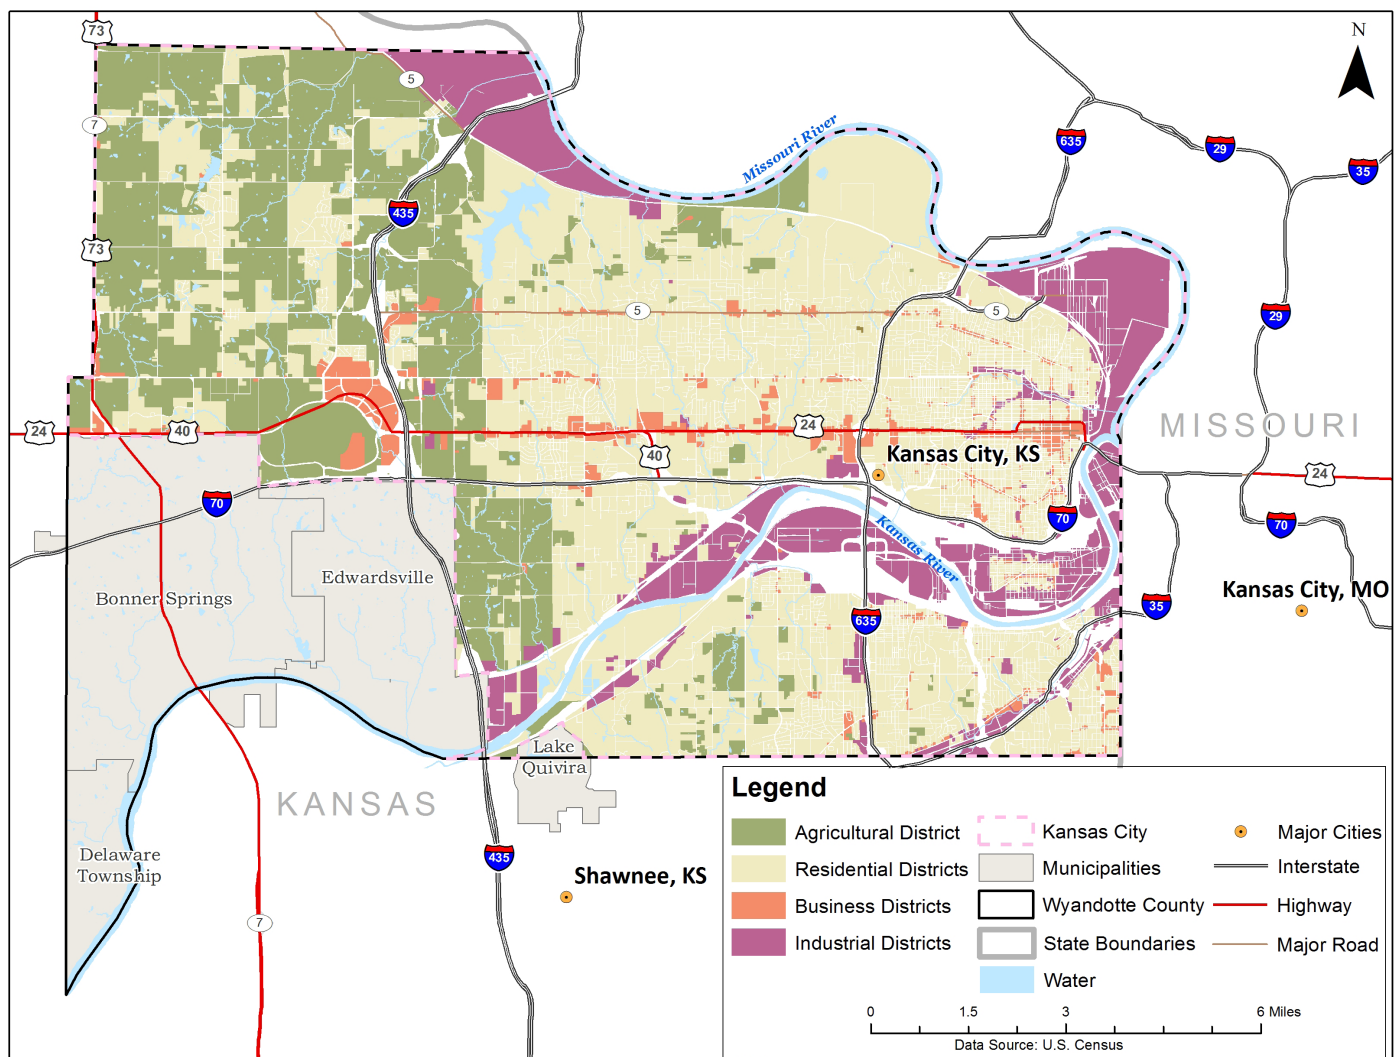 73
N
5
7
Missouri River
635
29
35
435
73
5
5
29
MISSOURI
24
40
24
40
Kansas City, KS
24
70
70
70
Kansas River
Edwardsville
Bonner Springs
Kansas City, MO
35
635
Lake
Quivira
KANSAS
Delaware
Township
435
Shawnee, KS
7
Legend
Agricultural District
Residential Districts
Business Districts
Industrial Districts
Kansas City
Municipalities
Wyandotte County
State Boundaries
Water
Major Cities
Interstate
Highway
Major Road
0 1.5 3 6 Miles
Data Source: U.S. Census